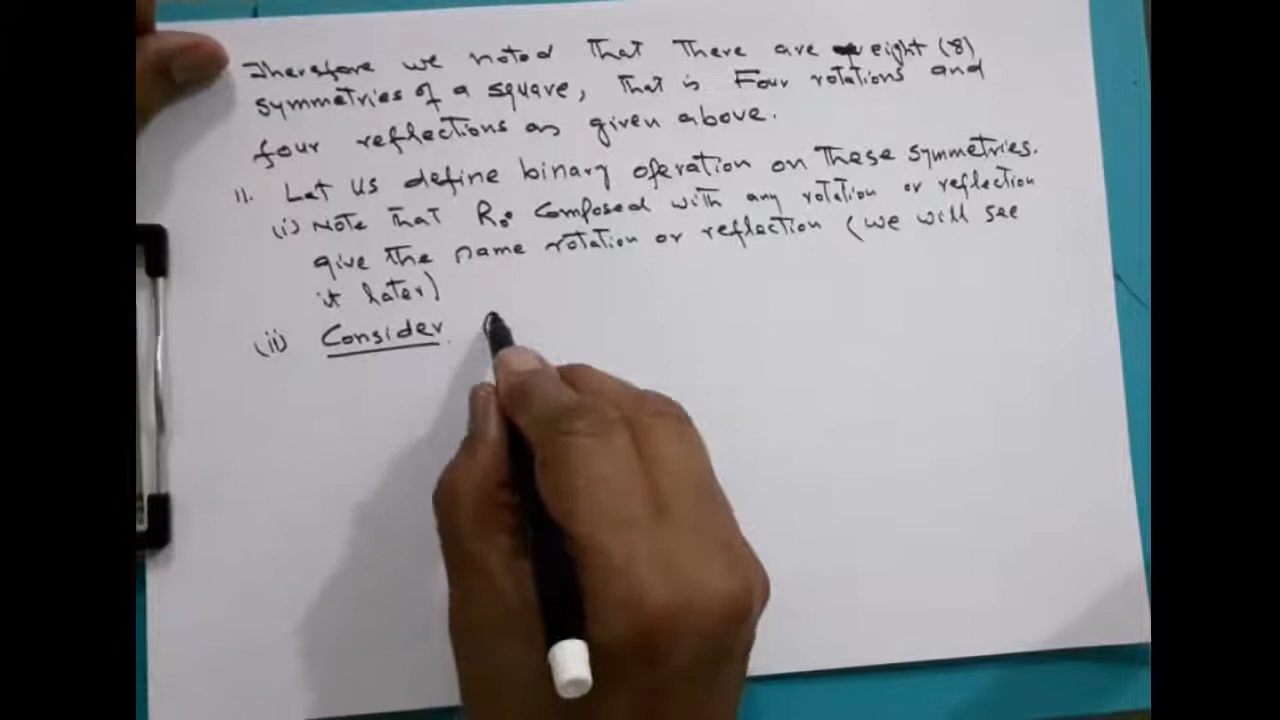 Therefore we noted that there are eight (8)
symmetries of a square, that is Four rotations and
four reflections as given above.
11. Let us define binary operation on these symmetries.
(i) Note that R₀° composed with any rotation or reflection
give the same rotation or reflection (we will see
it later)
(ii) Consider